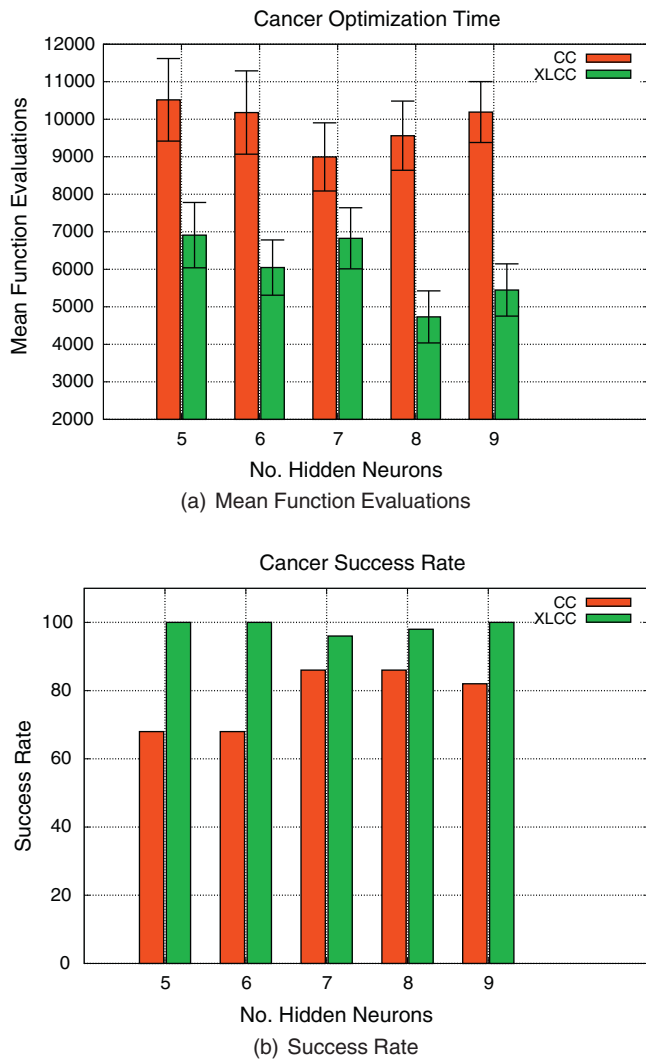 Cancer Optimization Time
12000
11000
10000
9000
8000
7000
6000
5000
4000
3000
2000
Mean Function Evaluations
CC
XLCC
5 6 7 8 9
No. Hidden Neurons
(a) Mean Function Evaluations
Cancer Success Rate
100
80
60
40
20
0
Success Rate
CC
XLCC
5 6 7 8 9
No. Hidden Neurons
(b) Success Rate